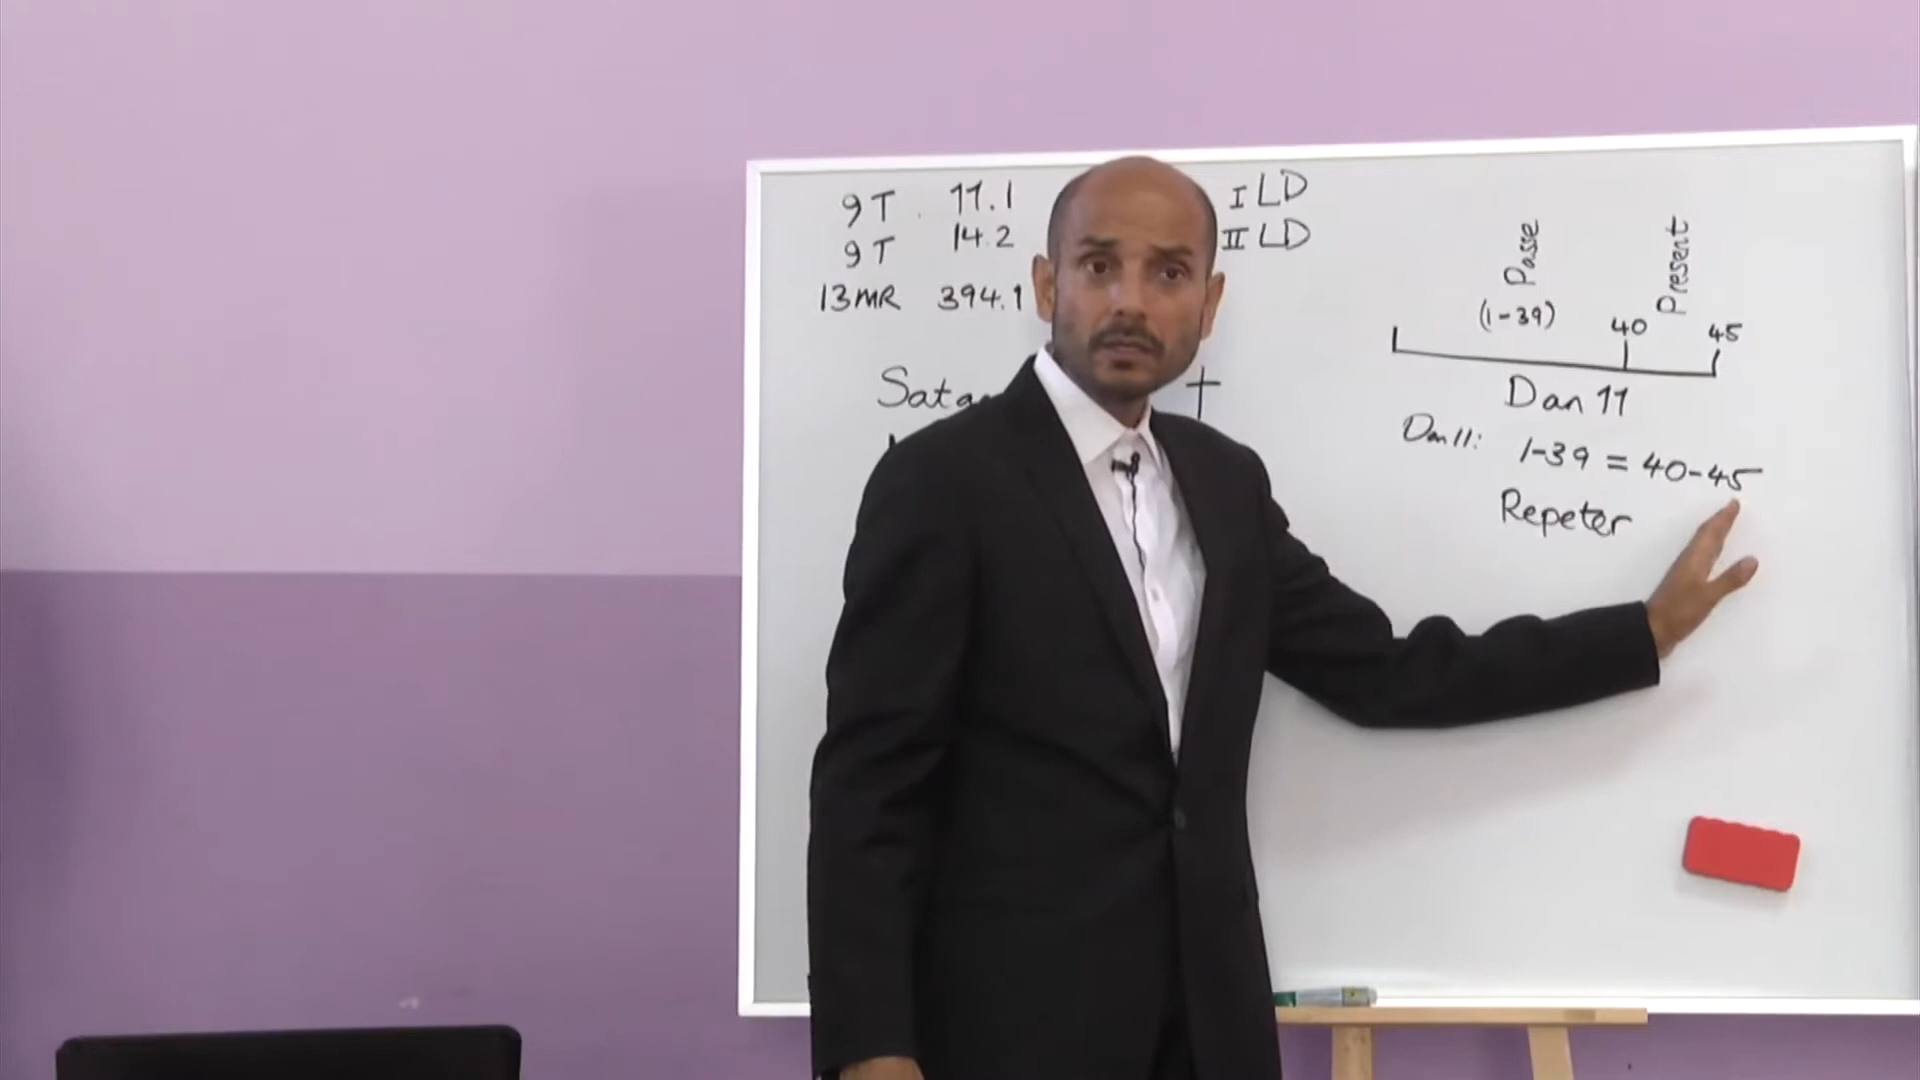 9T 11.1 I LD
9T 14.2 II LD
13MR 394.1
Sata
Passe
Present
(1-39)
40
45
Dan 11
Dan 11: 1-39 = 40-45
Repeter